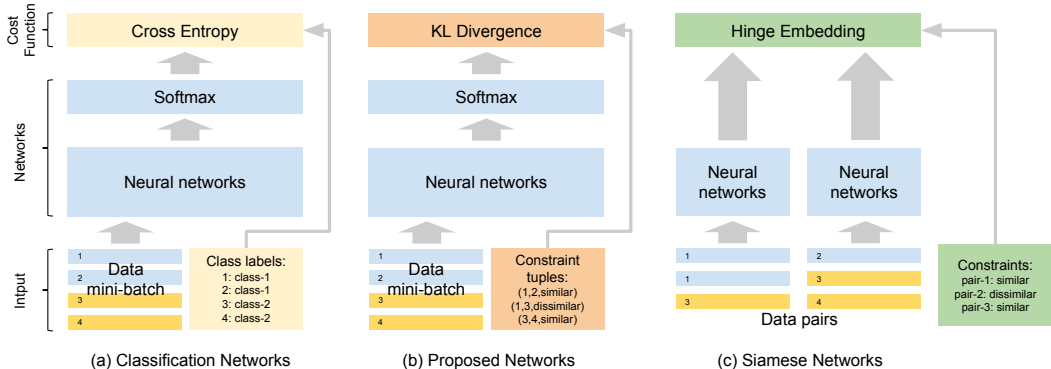 Cost
Function
Networks
Intput
Cross Entropy
Softmax
Neural networks
1
2
3
4
Data
mini-batch
Class labels:
1: class-1
2: class-1
3: class-2
4: class-2
(a) Classification Networks
KL Divergence
Softmax
Neural networks
1
2
3
4
Data
mini-batch
Constraint
tuples:
(1,2,similar)
(1,3,dissimilar)
(3,4,similar)
(b) Proposed Networks
Hinge Embedding
Neural
networks
Neural
networks
1
1
3
2
3
4
Data pairs
Constraints:
pair-1: similar
pair-2: dissimilar
pair-3: similar
(c) Siamese Networks